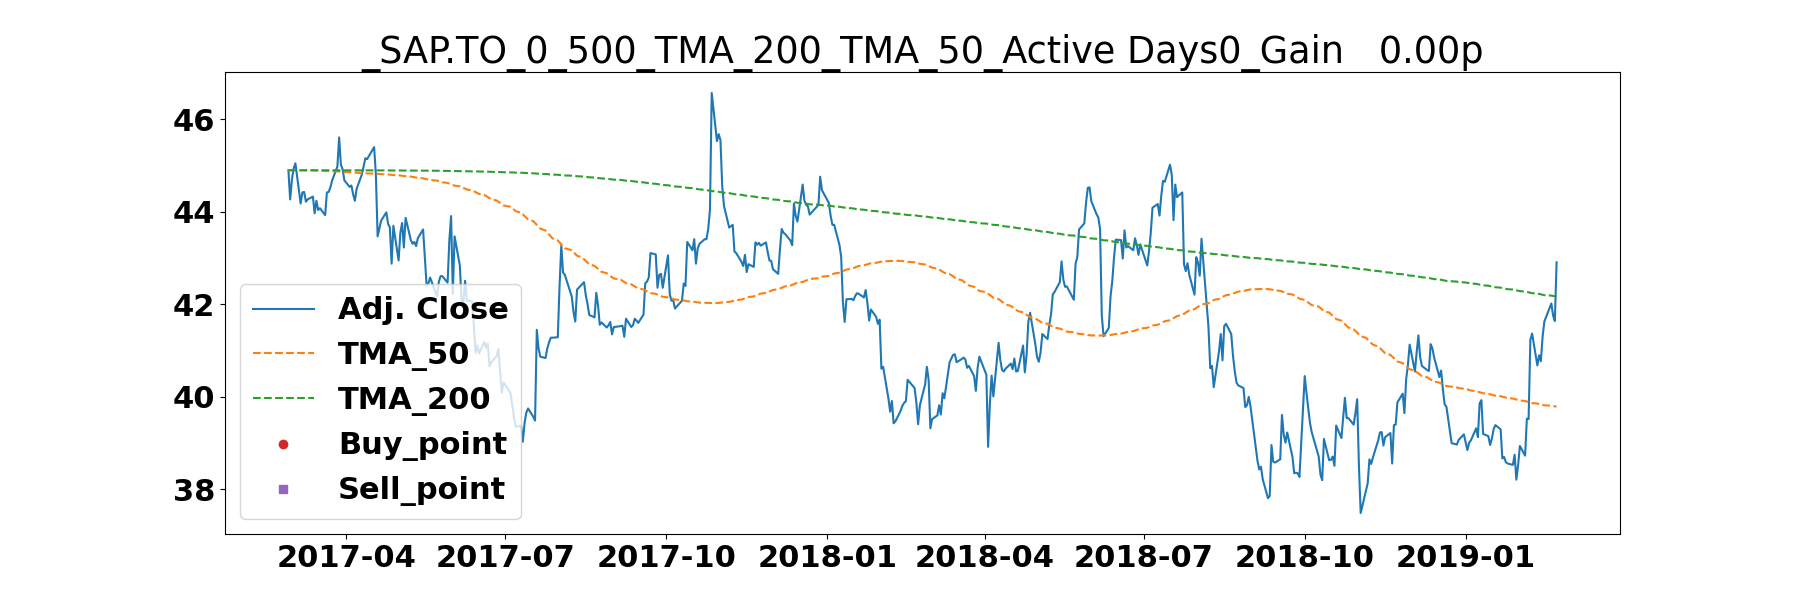 _SAP.TO_0_500_TMA_200_TMA_50_Active Days0_Gain   0.00p
46
44
42
40
38
Adj. Close
TMA_50
TMA_200
Buy_point
Sell_point
2017-04 2017-07 2017-10 2018-01 2018-04 2018-07 2018-10 2019-01